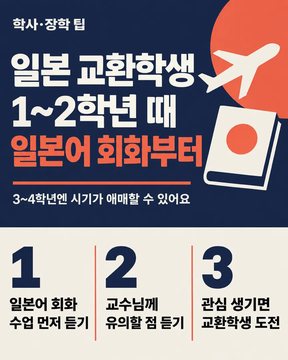 학사·장학 팁
일본 교환학생
1~2학년 때
일본어 회화부터
3~4학년엔 시기가 애매할 수 있어요
1
일본어 회화
수업 먼저 듣기
2
교수님께
유의할 점 듣기
3
관심 생기면
교환학생 도전